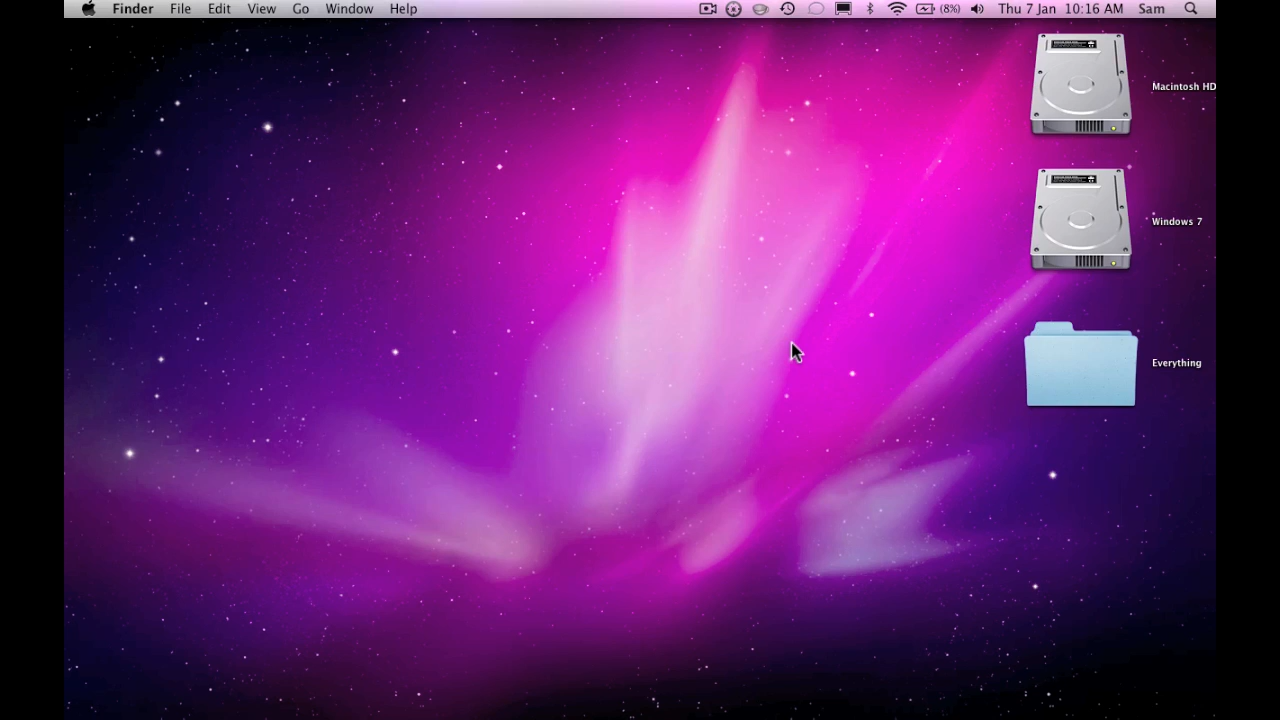 Finder File Edit View Go Window Help (8%) Thu 7 Jan 10:16 AM Sam
Macintosh HD
Windows 7
Everything